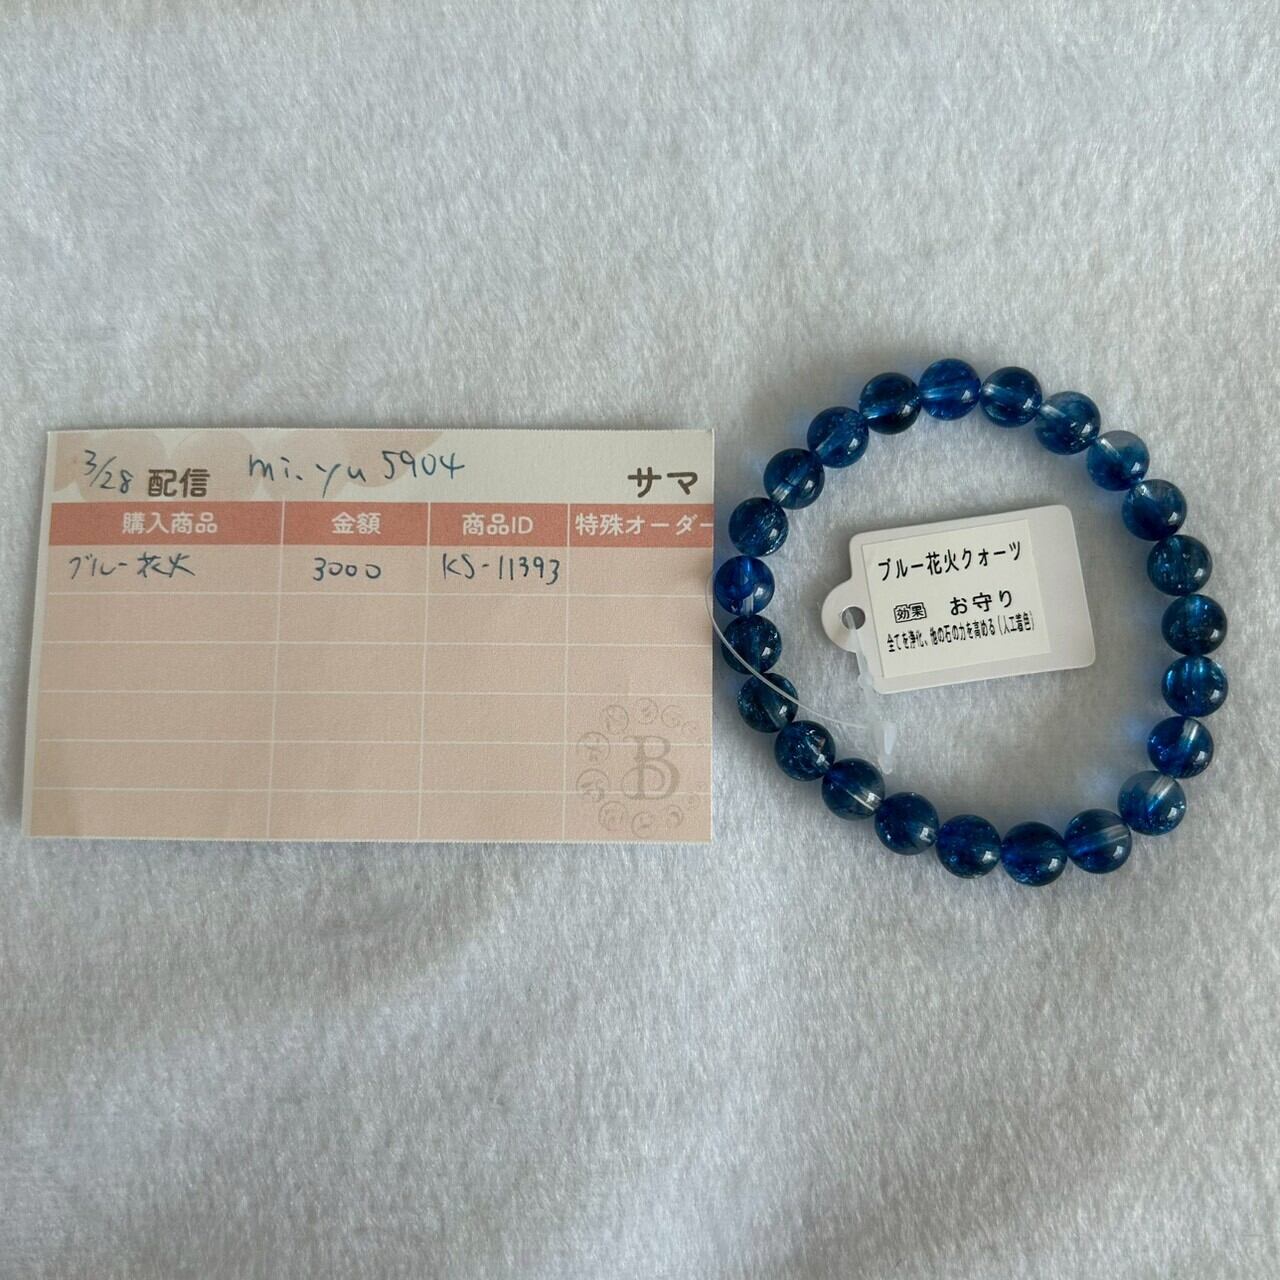 3/28 配信 mi.yu5904 サマ
購入商品 金額 商品ID 特殊オーダー
ブルー花火 3000 KS-11393
B
ブルー花火クォーツ
効果 お守り
全てを浄化、他の石の力を高める(人工着色)